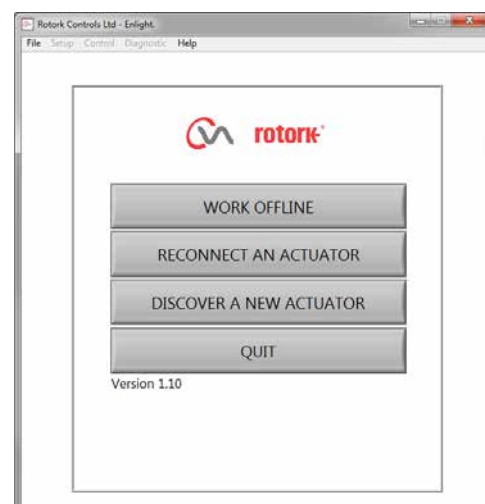 Rotork Controls Ltd - Enlight.
File Setup Control Diagnostic Help
rotork
WORK OFFLINE
RECONNECT AN ACTUATOR
DISCOVER A NEW ACTUATOR
QUIT
Version 1.10